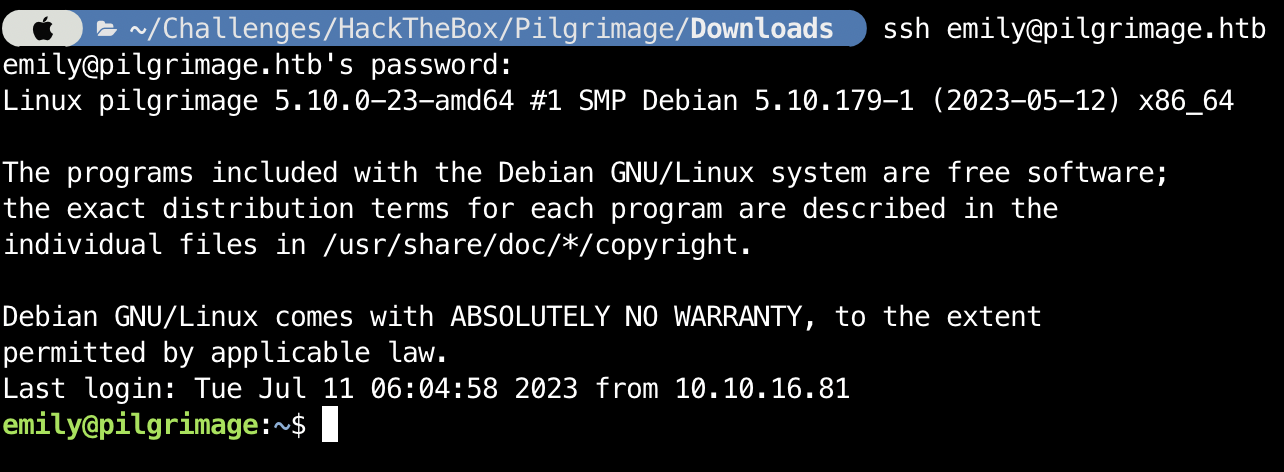 ~/Challenges/HackTheBox/Pilgrimage/Downloads ssh emily@pilgrimage.htb
emily@pilgrimage.htb's password:
Linux pilgrimage 5.10.0-23-amd64 #1 SMP Debian 5.10.179-1 (2023-05-12) x86_64
The programs included with the Debian GNU/Linux system are free software;
the exact distribution terms for each program are described in the
individual files in /usr/share/doc/*/copyright.
Debian GNU/Linux comes with ABSOLUTELY NO WARRANTY, to the extent
permitted by applicable law.
Last login: Tue Jul 11 06:04:58 2023 from 10.10.16.81
emily@pilgrimage:~$